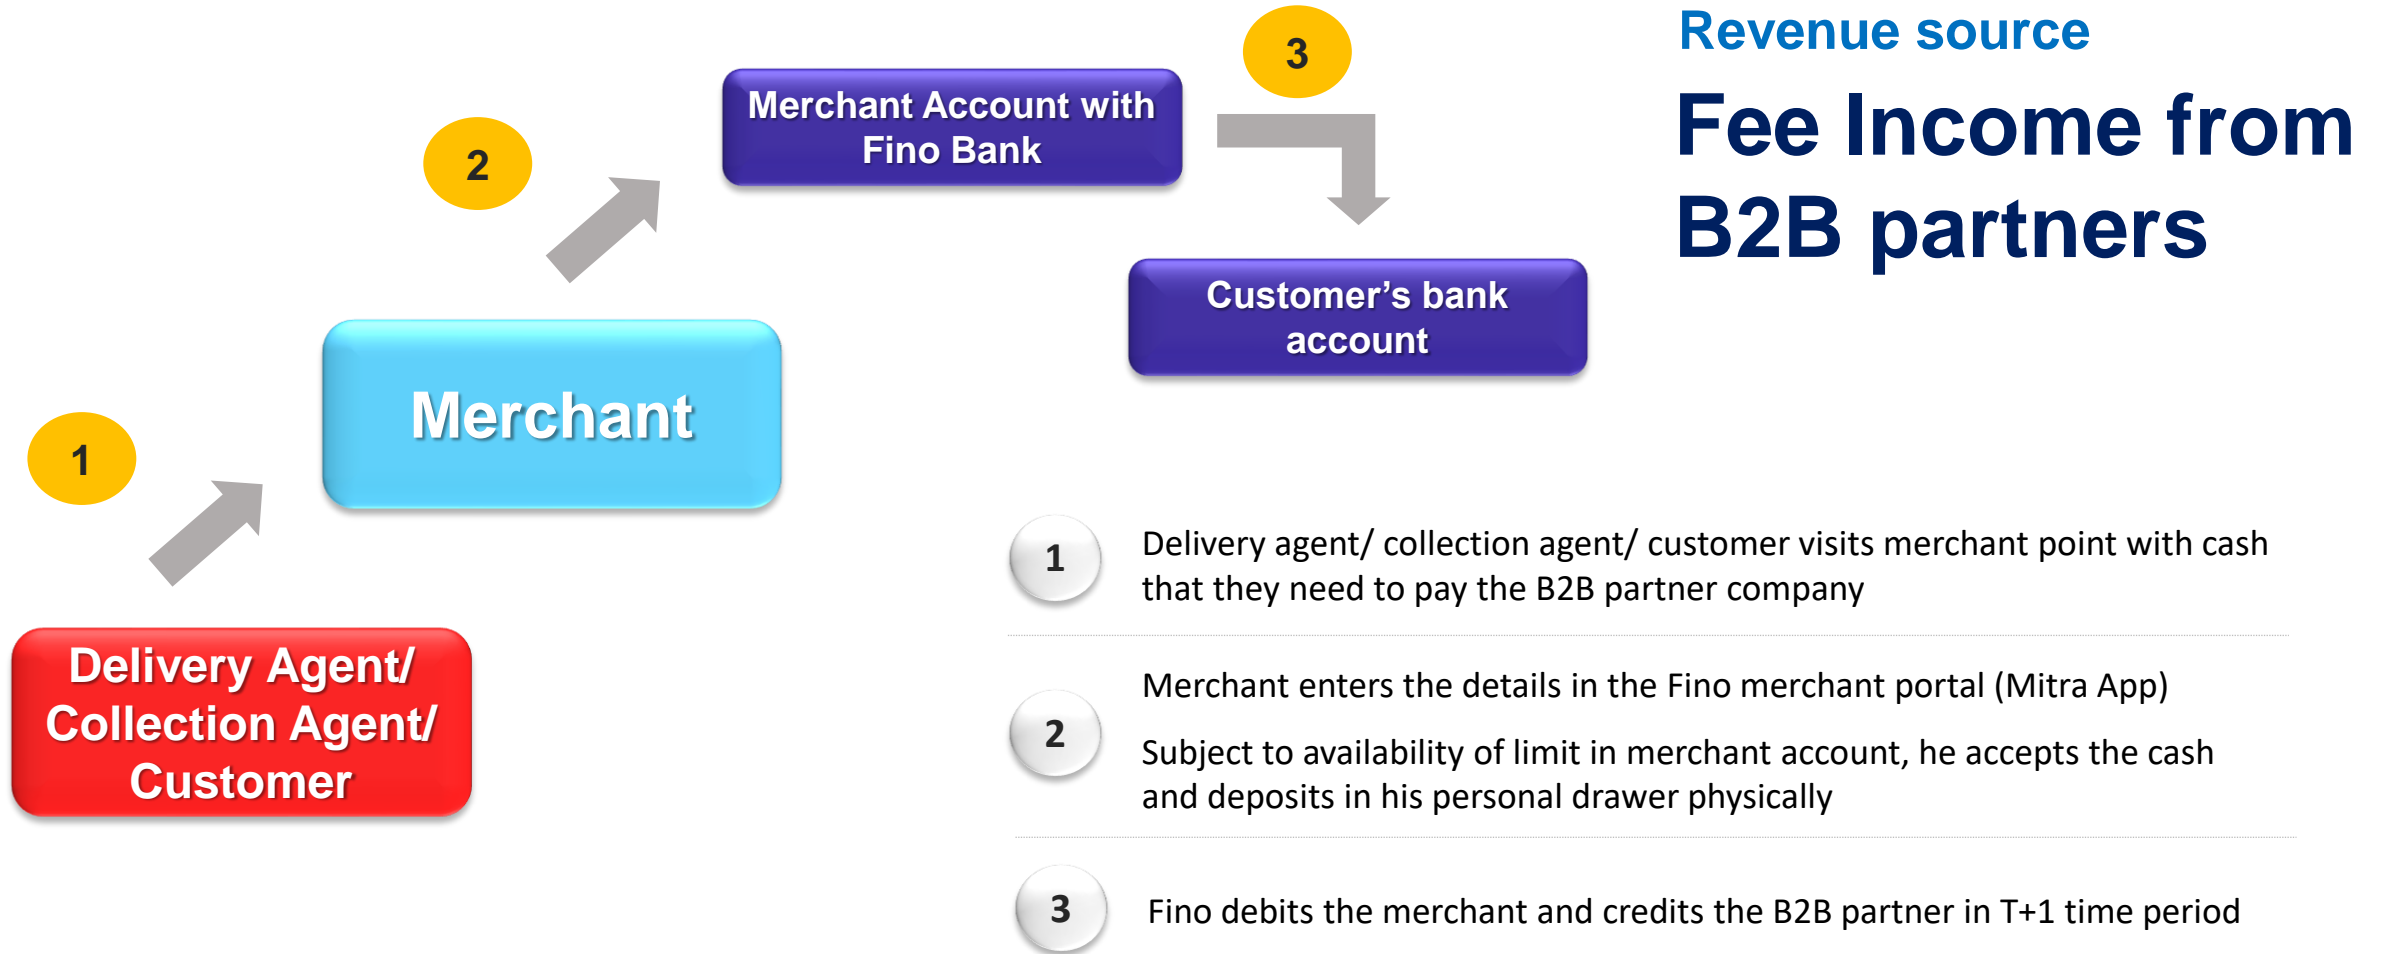 Revenue source
Fee Income from
B2B partners
3
Merchant Account with
Fino Bank
2
Customer’s bank
account
Merchant
1
Delivery Agent/
Collection Agent/
Customer
1
Delivery agent/ collection agent/ customer visits merchant point with cash
that they need to pay the B2B partner company
2
Merchant enters the details in the Fino merchant portal (Mitra App)
Subject to availability of limit in merchant account, he accepts the cash
and deposits in his personal drawer physically
3
Fino debits the merchant and credits the B2B partner in T+1 time period